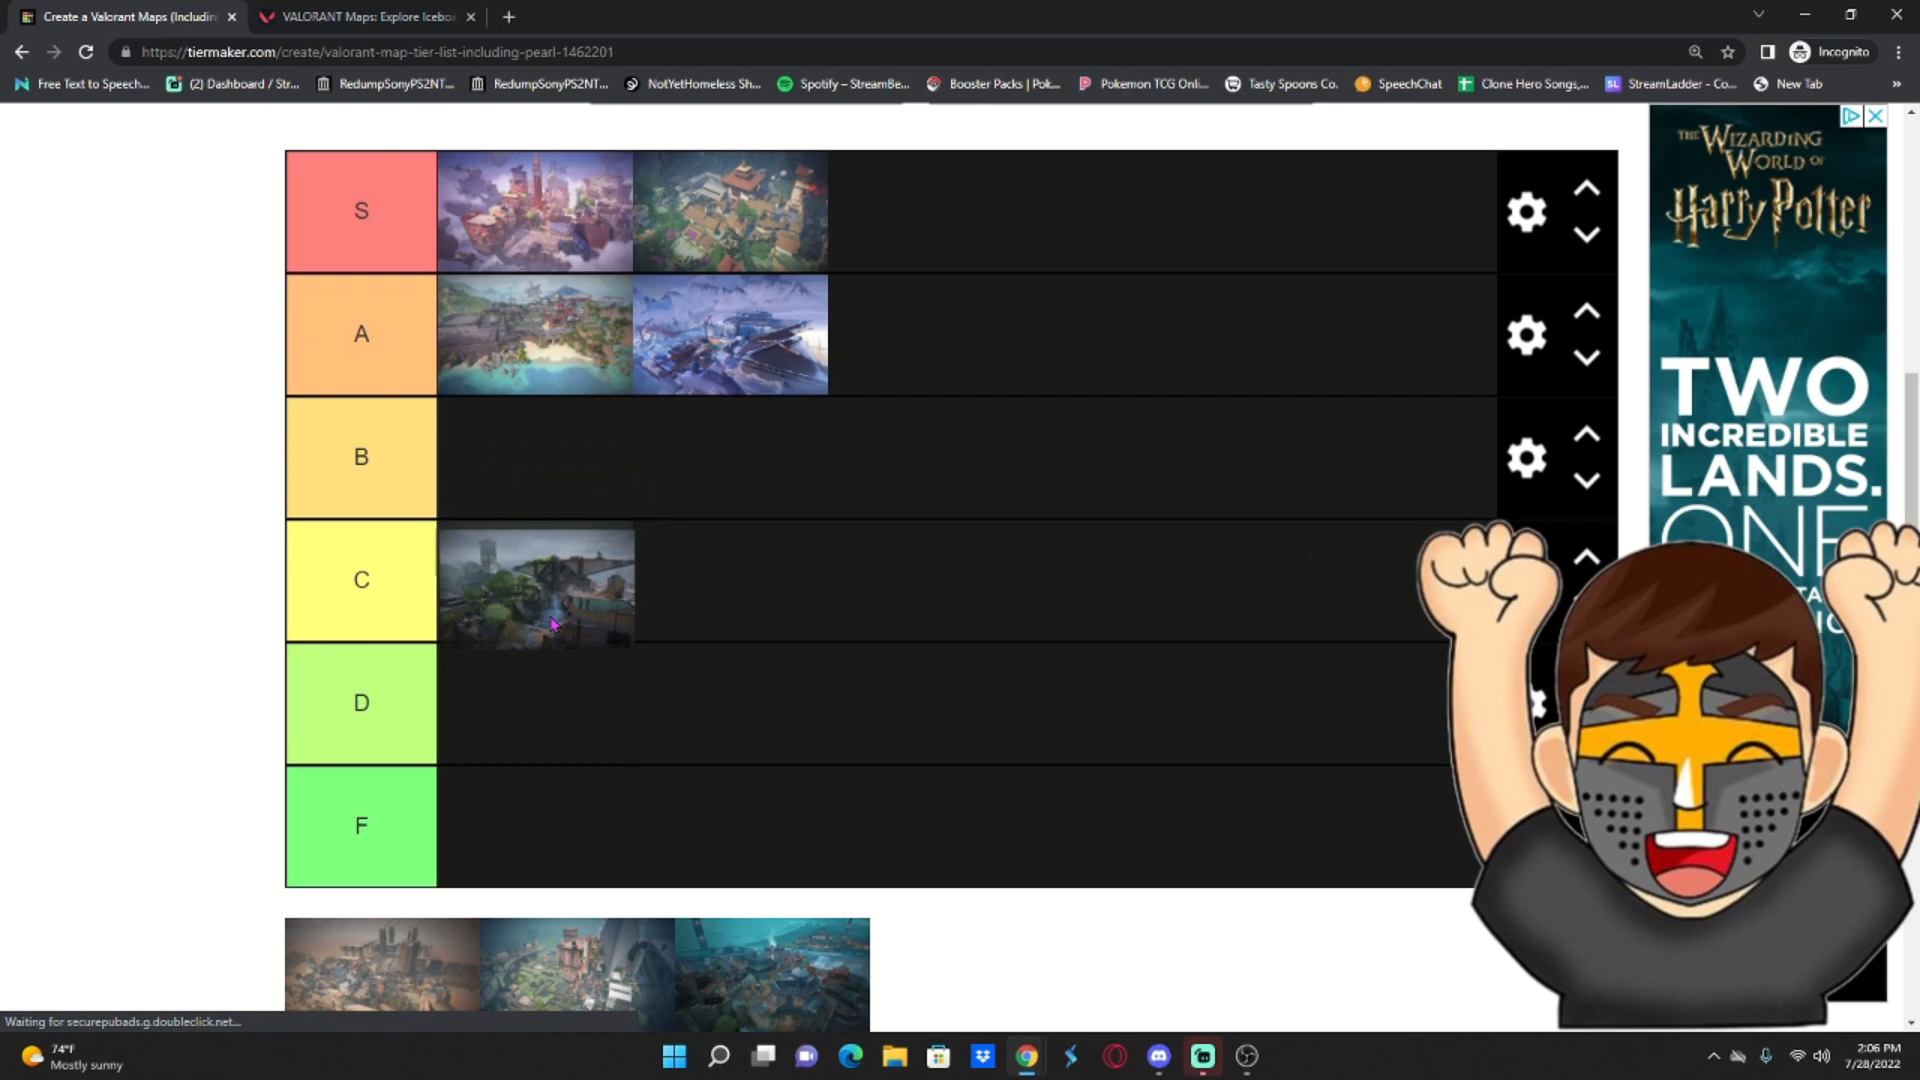 Create a Valorant Maps (Includin
VALORANT Maps: Explore Icebo
https://tiermaker.com/create/valorant-map-tier-list-including-pearl-1462201
Incognito
Free Text to Speech...
(2) Dashboard / Str...
RedumpSonyPS2NT...
RedumpSonyPS2NT...
NotYetHomeless Sh...
Spotify – StreamBe...
Booster Packs | Pok...
Pokemon TCG Onli...
Tasty Spoons Co.
SpeechChat
Clone Hero Songs,...
SL
StreamLadder - Co...
New Tab
S
A
B
C
D
F
THE WIZARDING
WORLD OF
Harry Potter
TWO
INCREDIBLE
LANDS.
ONE
Waiting for securepubads.g.doubleclick.net...
74°F
Mostly sunny
2:06 PM
7/28/2022